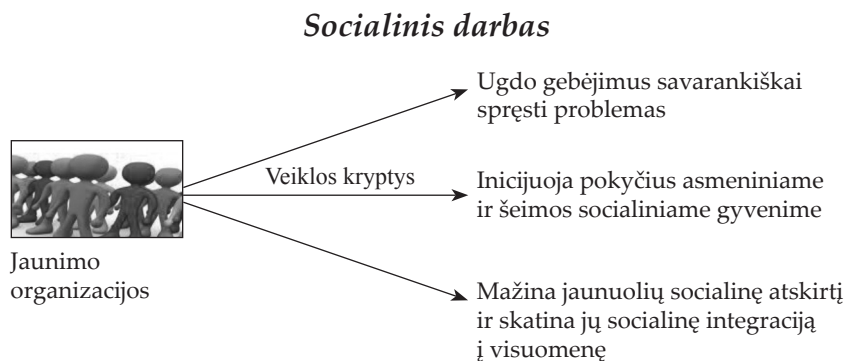 Socialinis darbas
Ugdo gebėjimus savarankiškai
spręsti problemas
Veiklos kryptys
Inicijuoja pokyčius asmeniniame
ir šeimos socialiniame gyvenime
Jaunimo
organizacijos
Mažina jaunuolių socialinę atskirtį
ir skatina jų socialinę integraciją
į visuomenę